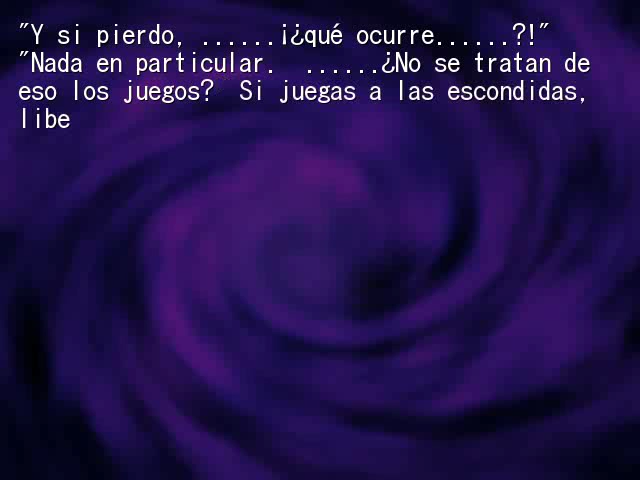 "Y si pierdo, ......¡¿qué ocurre......?!"
"Nada en particular.  ......¿No se tratan de
eso los juegos?  Si juegas a las escondidas,
libe